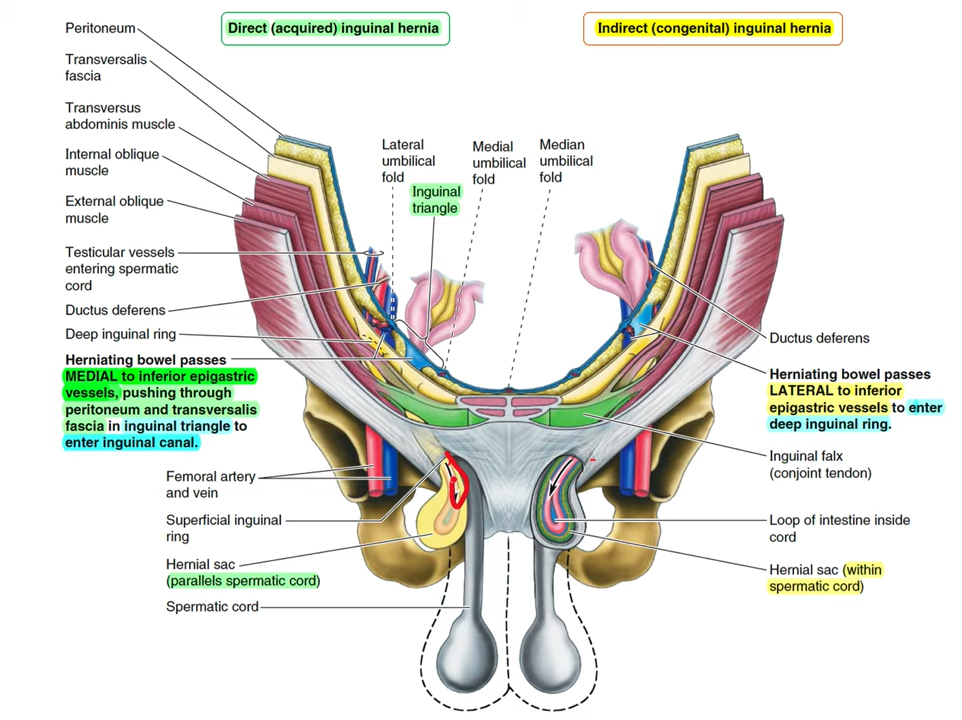 Direct (acquired) inguinal hernia
Indirect (congenital) inguinal hernia
Peritoneum
Transversalis
fascia
Transversus
abdominis muscle
Internal oblique
muscle
External oblique
muscle
Testicular vessels
entering spermatic
cord
Ductus deferens
Deep inguinal ring
Herniating bowel passes
MEDIAL to inferior epigastric
vessels, pushing through
peritoneum and transversalis
fascia in inguinal triangle to
enter inguinal canal.
Femoral artery
and vein
Superficial inguinal
ring
Hernial sac
(parallels spermatic cord)
Spermatic cord
Lateral
umbilical
fold
Inguinal
triangle
Medial
umbilical
fold
Median
umbilical
fold
Ductus deferens
Herniating bowel passes
LATERAL to inferior
epigastric vessels to enter
deep inguinal ring.
Inguinal falx
(conjoint tendon)
Loop of intestine inside
cord
Hernial sac (within
spermatic cord)